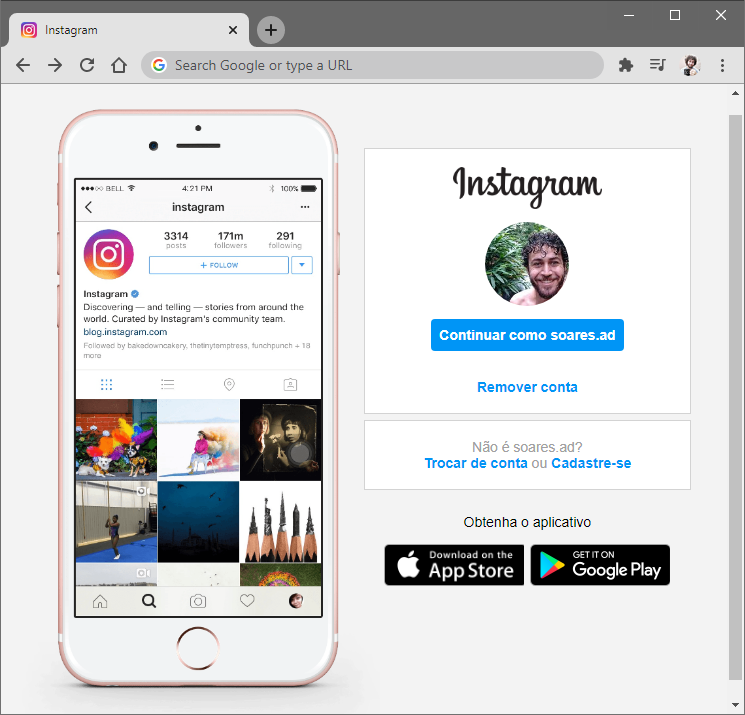 Instagram
Search Google or type a URL
BELL
4:21 PM
100%
instagram
3314
posts
171m
followers
291
following
+ FOLLOW
Instagram
Discovering — and telling — stories from around the
world. Curated by Instagram's community team.
blog.instagram.com
Followed by bakedowncakery, thetinytemptress, funchpunch + 18
more
Instagram
Continuar como soares.ad
Remover conta
Não é soares.ad?
Trocar de conta ou Cadastre-se
Obtenha o aplicativo
Download on the
App Store
GET IT ON
Google Play